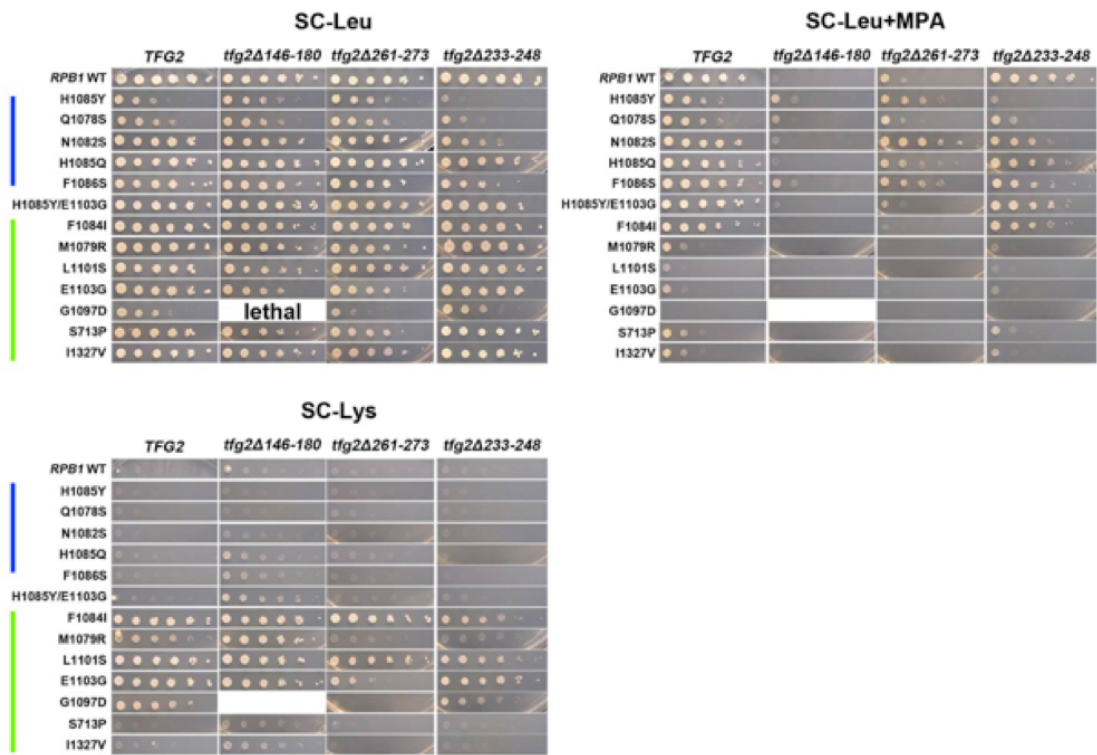 SC-Leu
TFG2 tfg2Δ146-180 tfg2Δ261-273 tfg2Δ233-248
RPB1 WT
H1085Y
Q1078S
N1082S
H1085Q
F1086S
H1085Y/E1103G
F1084I
M1079R
L1101S
E1103G
G1097D lethal
S713P
I1327V
SC-Leu+MPA
TFG2 tfg2Δ146-180 tfg2Δ261-273 tfg2Δ233-248
RPB1 WT
H1085Y
Q1078S
N1082S
H1085Q
F1086S
H1085Y/E1103G
F1084I
M1079R
L1101S
E1103G
G1097D
S713P
I1327V
SC-Lys
TFG2 tfg2Δ146-180 tfg2Δ261-273 tfg2Δ233-248
RPB1 WT
H1085Y
Q1078S
N1082S
H1085Q
F1086S
H1085Y/E1103G
F1084I
M1079R
L1101S
E1103G
G1097D
S713P
I1327V